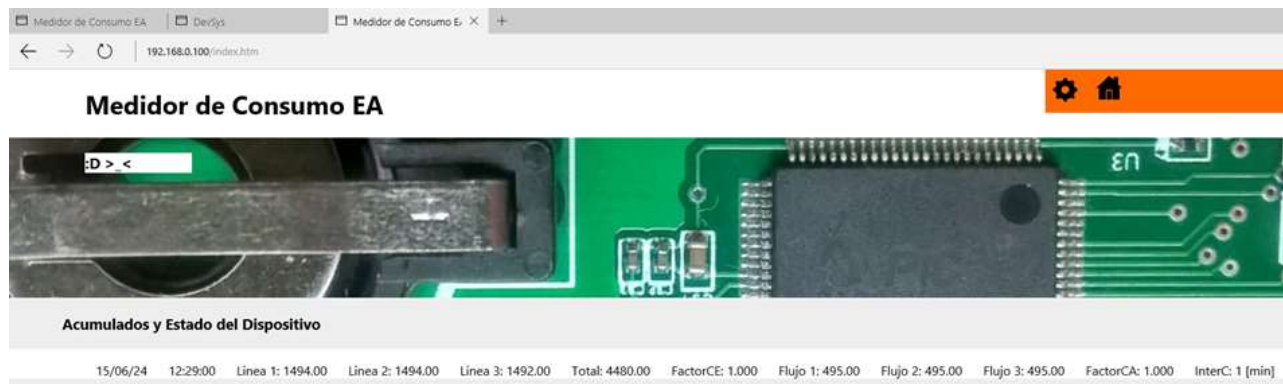 Medidor de Consumo EA
DevSys
Medidor de Consumo E
192.168.0.100/index.htm
Medidor de Consumo EA
:D >_<
U3
Acumulados y Estado del Dispositivo
15/06/24 12:29:00 Linea 1: 1494.00 Linea 2: 1494.00 Linea 3: 1492.00 Total: 4480.00 FactorCE: 1.000 Flujo 1: 495.00 Flujo 2: 495.00 Flujo 3: 495.00 FactorCA: 1.000 InterC: 1 [min]